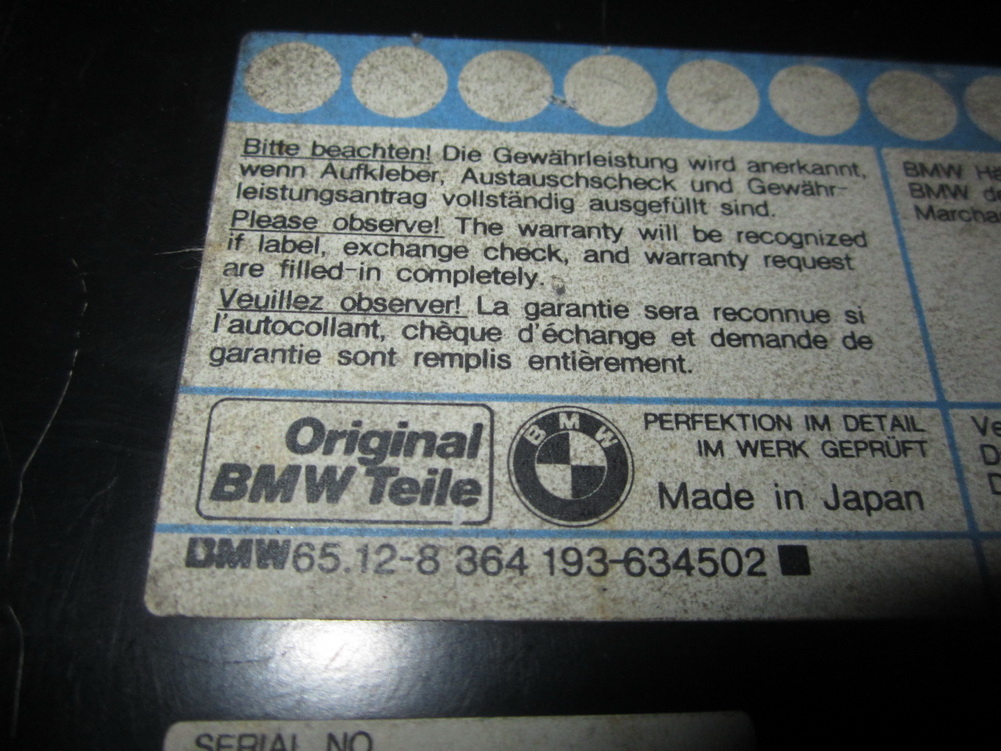 Bitte beachten! Die Gewährleistung wird anerkannt,
wenn Aufkleber, Austauschscheck und Gewähr-
leistungsantrag vollständig ausgefüllt sind.
Please observe! The warranty will be recognized
if label, exchange check, and warranty request
are filled-in completely.
Veuillez observer! La garantie sera reconnue si
l'autocollant, chèque d'échange et demande de
garantie sont remplis entièrement.
BMW
BMW
Original
BMW Teile
BMW
PERFEKTION IM DETAIL
IM WERK GEPRÜFT
Made in Japan
BMW65.12-8 364 193-634502
SERIAL NO